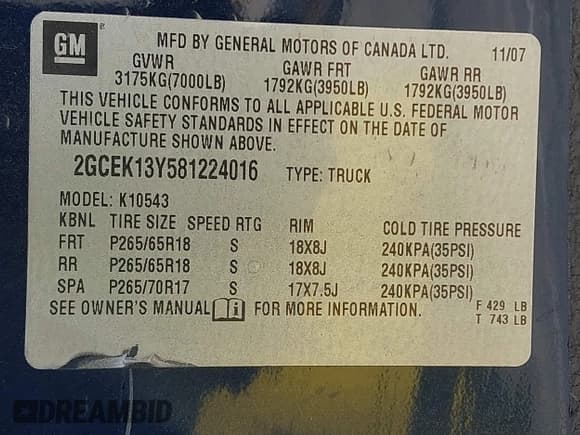 GM ® MFD BY GENERAL MOTORS OF CANADA LTD. 11/07
GVWR GAWR FRT GAWR RR
3175KG(7000LB) 1792KG(3950LB) 1792KG(3950LB)
THIS VEHICLE CONFORMS TO ALL APPLICABLE U.S. FEDERAL MOTOR
VEHICLE SAFETY STANDARDS IN EFFECT ON THE DATE OF
MANUFACTURE SHOWN ABOVE.
2GCEK13Y581224016 TYPE: TRUCK
MODEL: K10543
KBNL TIRE SIZE SPEED RTG RIM COLD TIRE PRESSURE
FRT P265/65R18 S 18X8J 240KPA(35PSI)
RR P265/65R18 S 18X8J 240KPA(35PSI)
SPA P265/70R17 S 17X7.5J 240KPA(35PSI)
SEE OWNER'S MANUAL i FOR MORE INFORMATION. F 429 LB
T 743 LB
DREAMBID